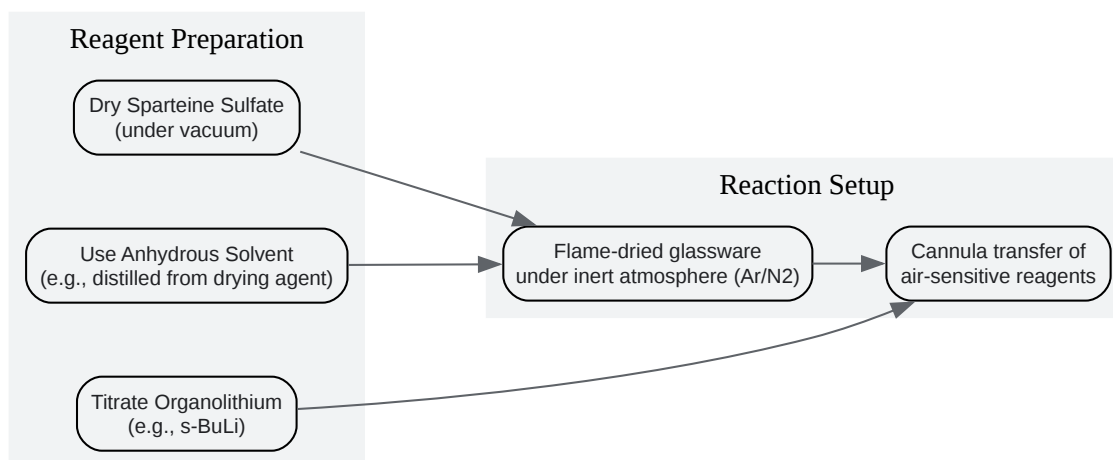 Reagent Preparation
Dry Sparteine Sulfate
(under vacuum)
Use Anhydrous Solvent
(e.g., distilled from drying agent)
Titrate Organolithium
(e.g., s-BuLi)
Reaction Setup
Flame-dried glassware
under inert atmosphere (Ar/N2)
Cannula transfer of
air-sensitive reagents